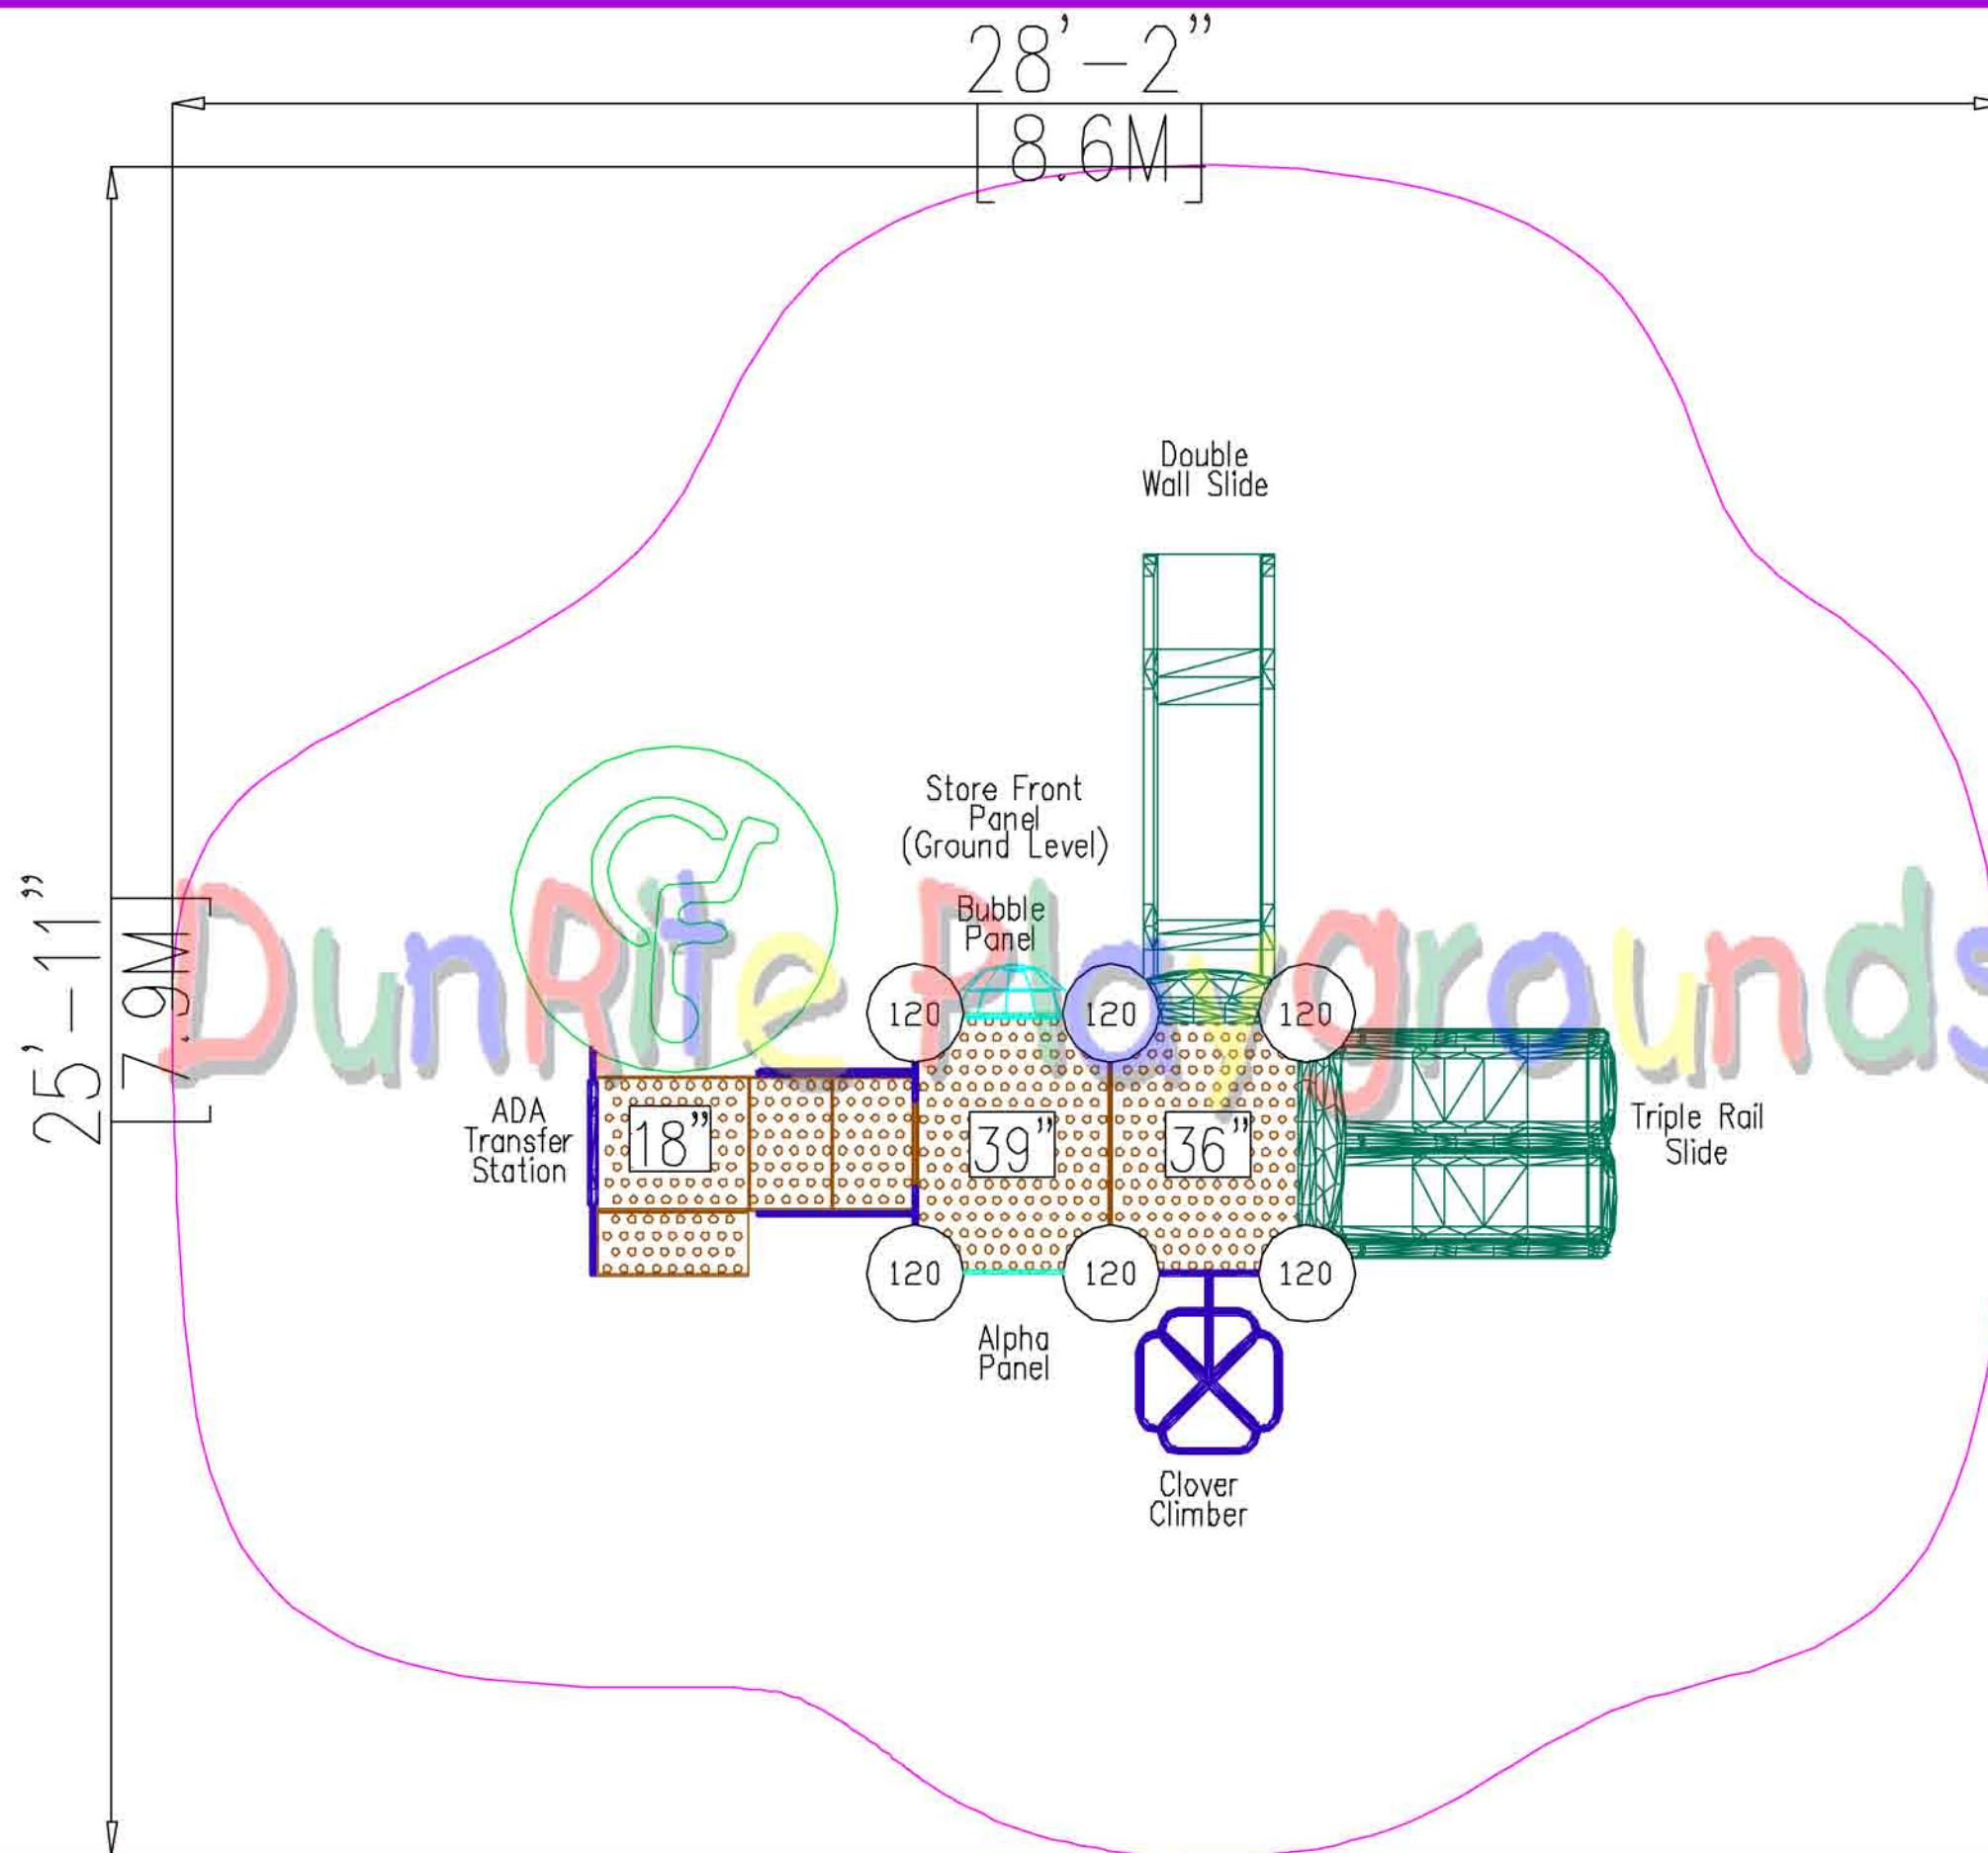 28'-2"
[8.6M]
Double
Wall Slide
Store Front
Panel
(Ground Level)
Bubble
Panel
25'-11"
[7.9M]
DunRite Playgrounds
120 120 120
ADA
Transfer
Station
18"
39"
36"
Triple Rail
Slide
120 120 120
Alpha
Panel
Clover
Climber